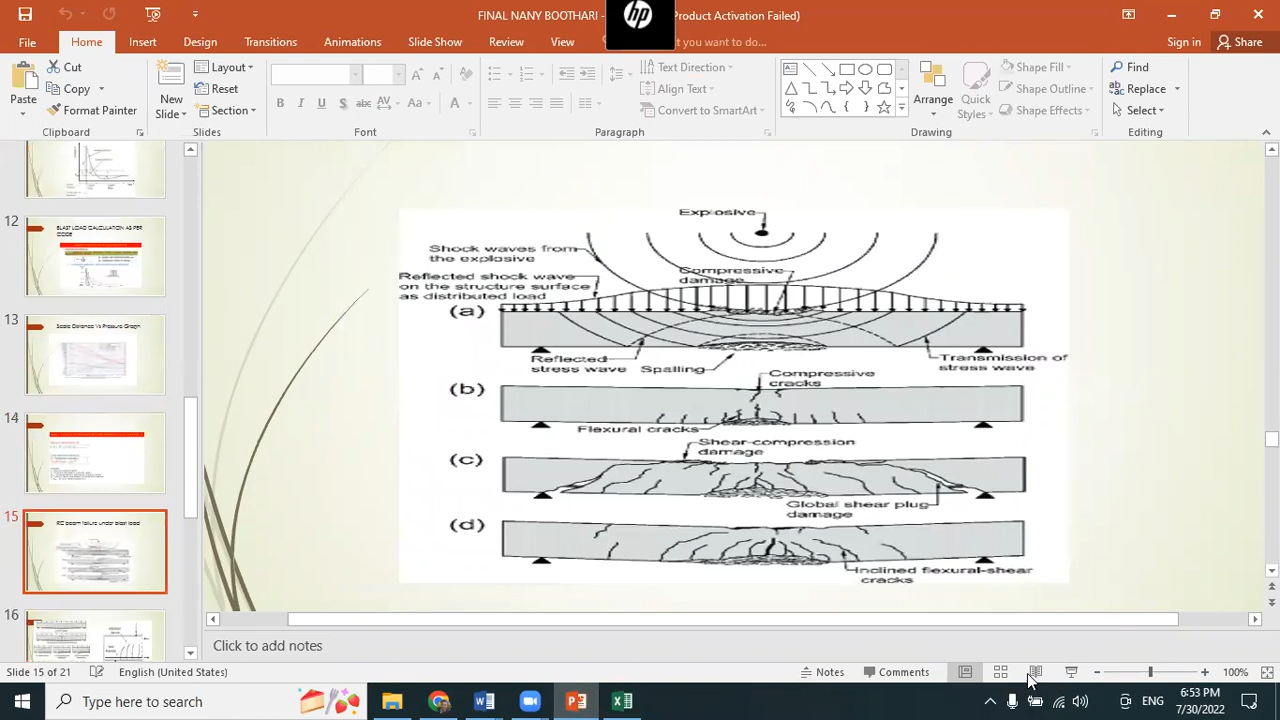 FINAL NANY BOOTHARI -
Product Activation Failed)
File
Home
Insert
Design
Transitions
Animations
Slide Show
Review
View
t you want to do...
Sign in
Share
Paste
Cut
Copy
Format Painter
Clipboard
New
Slide
Layout
Reset
Section
Slides
Font
Text Direction
Align Text
Convert to SmartArt
Paragraph
Arrange
Quick
Styles
Shape Fill
Shape Outline
Shape Effects
Drawing
Find
Replace
Select
Editing
12
BLAST LOAD CALCULATION AS PER
CODE
13
Scale Distance Vs Pressure Graph
14
15
RC beam failure under blast load
16
Explosive
Shock waves from
the explosive
Compressive
damage
Reflected shock wave
on the structure surface
as distributed load
(a)
Reflected
stress wave
Spalling
Transmission of
stress wave
Compressive
cracks
(b)
Flexural cracks
Shear-compression
damage
(c)
Global shear plug
damage
(d)
Inclined flexural-shear
cracks
Click to add notes
Slide 15 of 21
English (United States)
Notes
Comments
100%
Type here to search
ENG
6:53 PM
7/30/2022